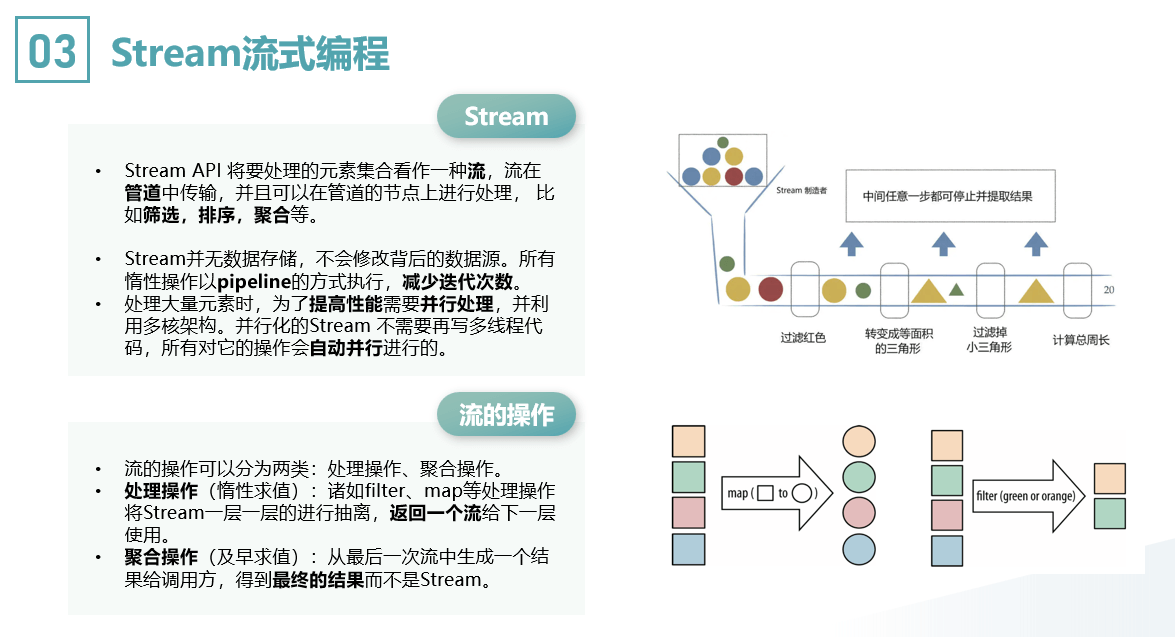 03 Stream流式编程
Stream
• Stream API 将要处理的元素集合看作一种流，流在
管道中传输，并且可以在管道的节点上进行处理， 比
如筛选，排序，聚合等。
• Stream并无数据存储，不会修改背后的数据源。所有
惰性操作以pipeline的方式执行，减少迭代次数。
• 处理大量元素时，为了提高性能需要并行处理，并利
用多核架构。并行化的Stream 不需要再写多线程代
码，所有对它的操作会自动并行进行的。
流的操作
• 流的操作可以分为两类：处理操作、聚合操作。
• 处理操作（惰性求值）：诸如filter、map等处理操作
将Stream一层一层的进行抽离，返回一个流给下一层
使用。
• 聚合操作（及早求值）：从最后一次流中生成一个结
果给调用方，得到最终的结果而不是Stream。
Stream 制造者
中间任意一步都可停止并提取结果
20
过滤红色
转变成等面积
的三角形
过滤掉
小三角形
计算总周长
map ( to )
filter (green or orange)